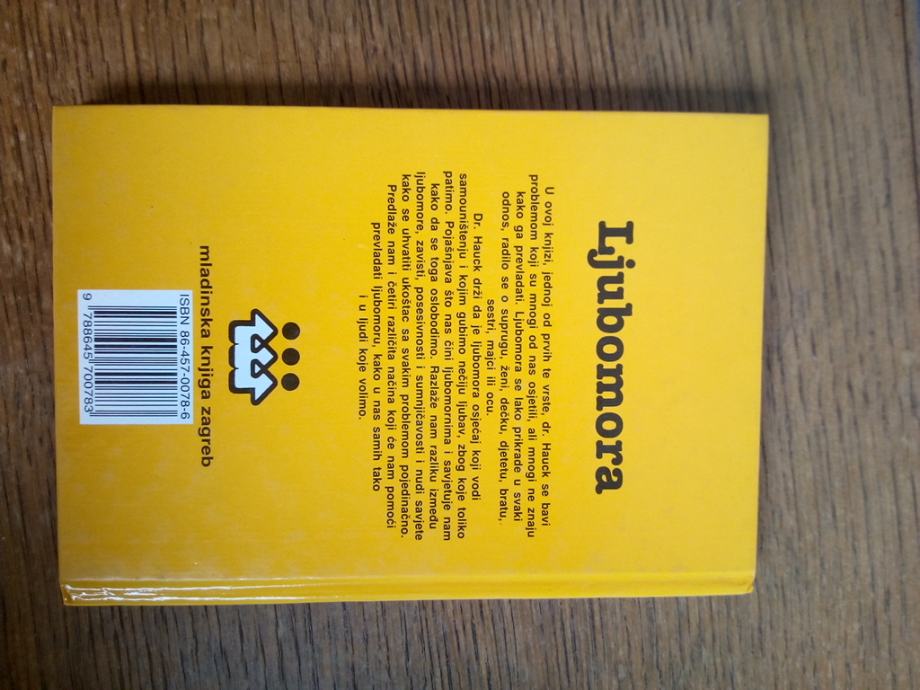 Ljubomora
U ovoj knjizi, jednoj od prvih te vrste, dr. Hauck se bavi
problemom koji su mnogi od nas osjetili, ali mnogi ne znaju
kako ga prevladati. Ljubomora se lako prikrade u svaki
odnos, radilo se o suprugu, ženi, dečku, djetetu, bratu,
sestri, majci ili ocu.
Dr. Hauck drži da je ljubomora osjećaj koji vodi
samouništenju i kojim gubimo nečiju ljubav, zbog koje toliko
patimo. Pojašnjava što nas čini ljubomornima i savjetuje nam
kako da se toga oslobodimo. Razlaže nam razliku između
ljubomore, zavisti, posesivnosti i sumnjičavosti i nudi savjete
kako se uhvatiti ukoštac sa svakim problemom pojedinačno.
Predlaže nam i četiri različita načina koji će nam pomoći
prevladati ljubomoru, kako u nas samih tako
i u ljudi koje volimo.
mladinska knjiga zagreb
ISBN 86-457-0078-6
9 788645 700783